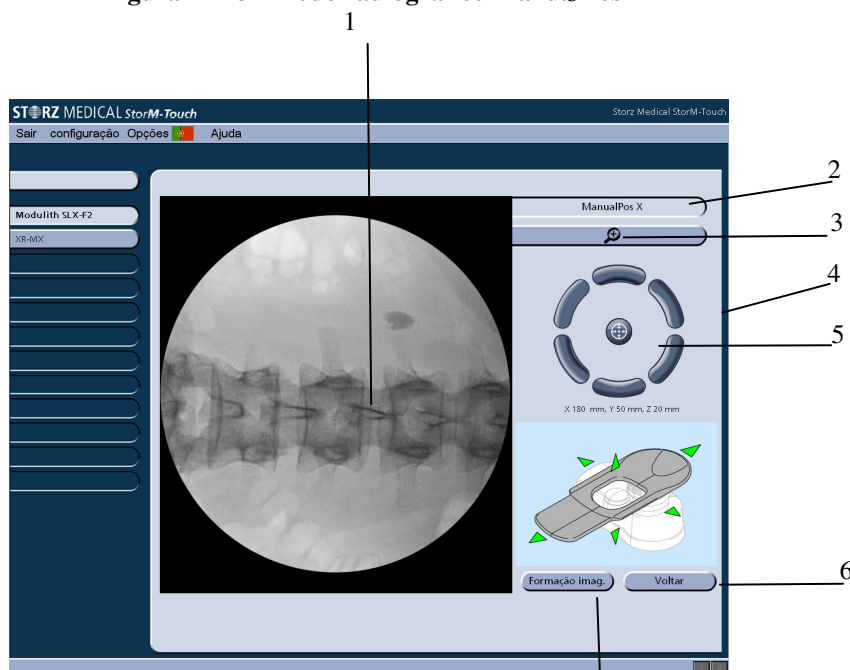 1
STORZ MEDICAL StorM-Touch
Storz Medical StorM-Touch
Sair configuração Opções Ajuda
2
ManualPos X
Modulith SLX-F2
3
XR-MX
4
5
X 180 mm, Y 50 mm, Z 20 mm
Formação imag.
Voltar
6